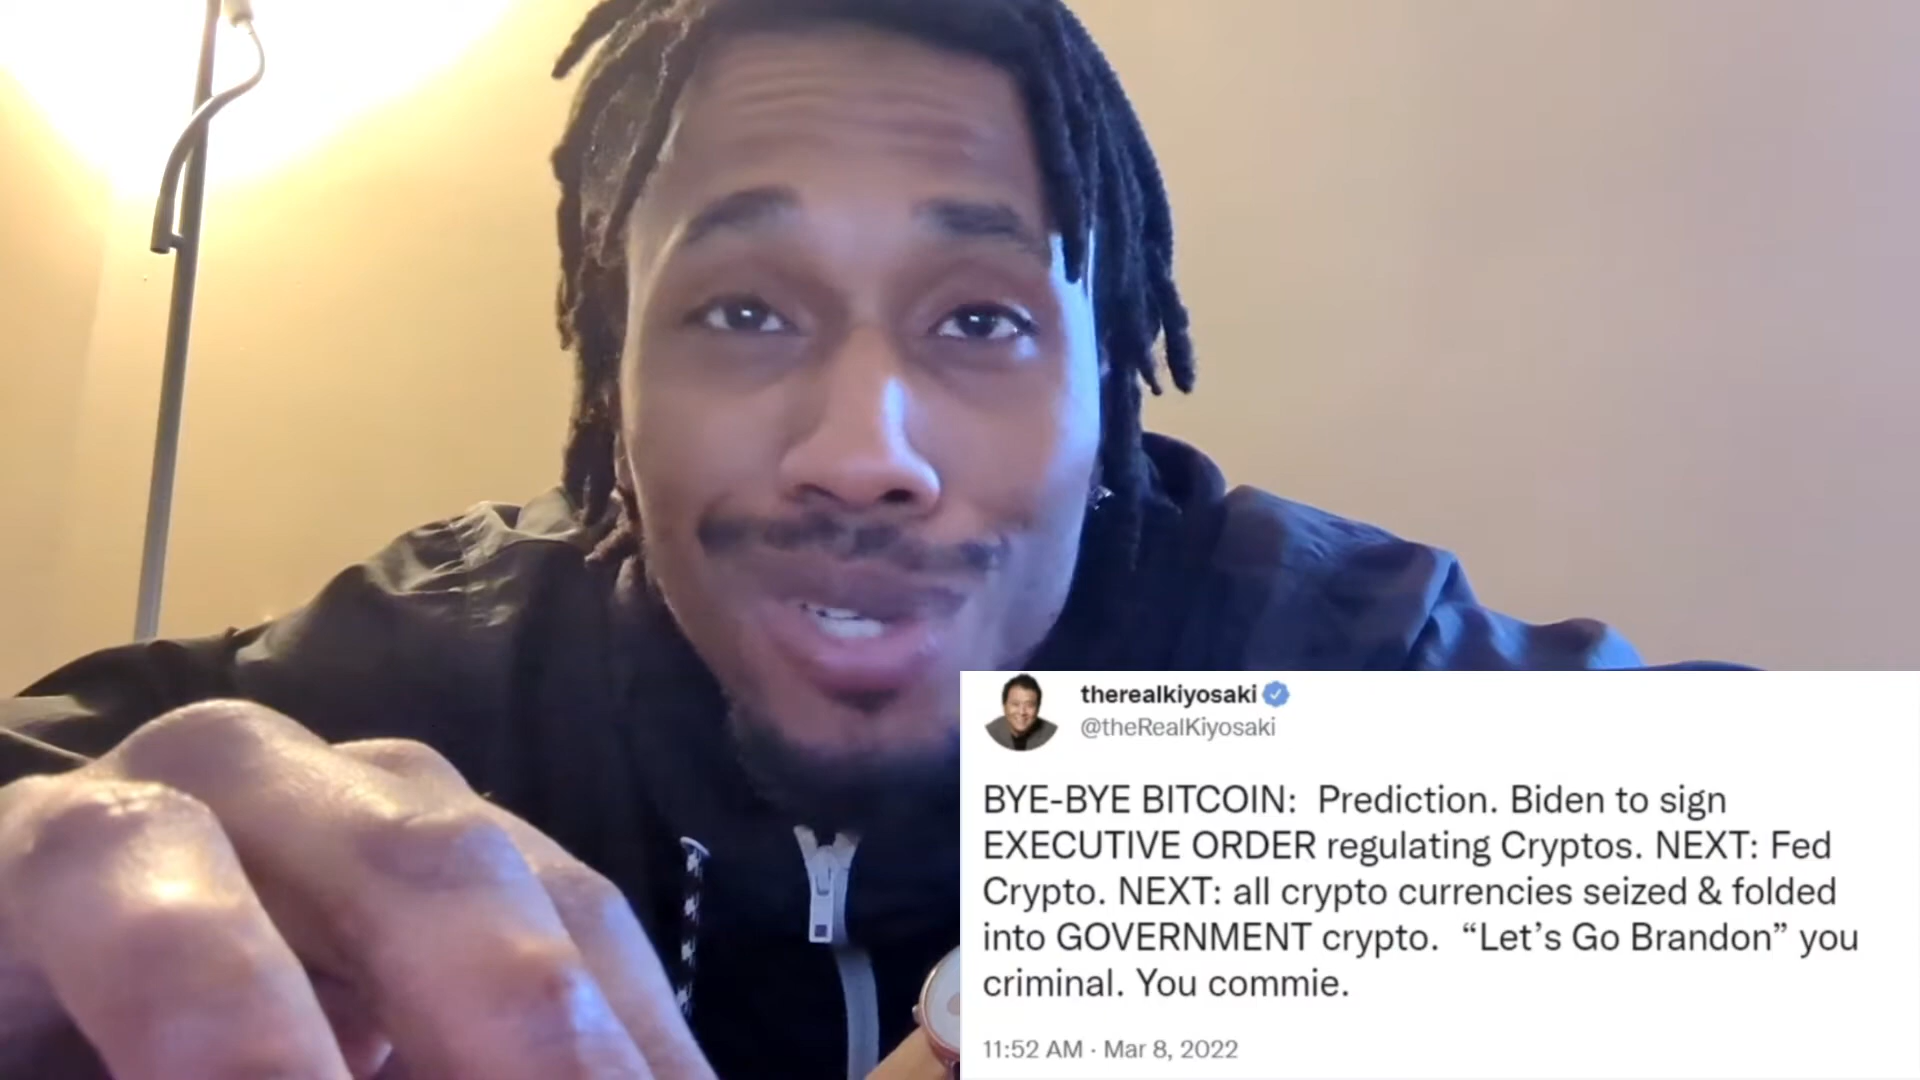 therealkiyosaki
@theRealKiyosaki
BYE-BYE BITCOIN:  Prediction. Biden to sign
EXECUTIVE ORDER regulating Cryptos. NEXT: Fed
Crypto. NEXT: all crypto currencies seized & folded
into GOVERNMENT crypto.  “Let’s Go Brandon” you
criminal. You commie.
11:52 AM · Mar 8, 2022